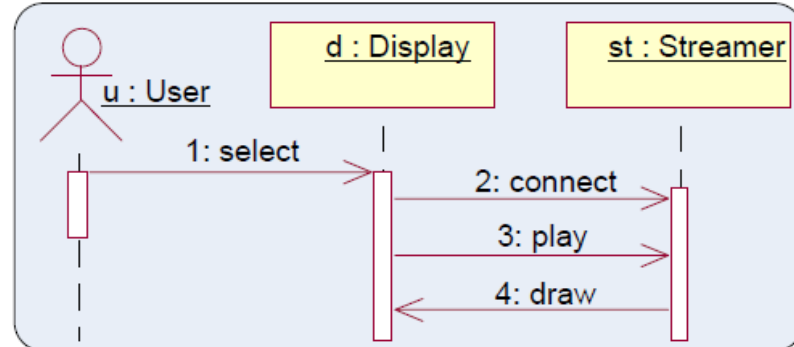 d : Display
st : Streamer
u : User
1: select
2: connect
3: play
4: draw